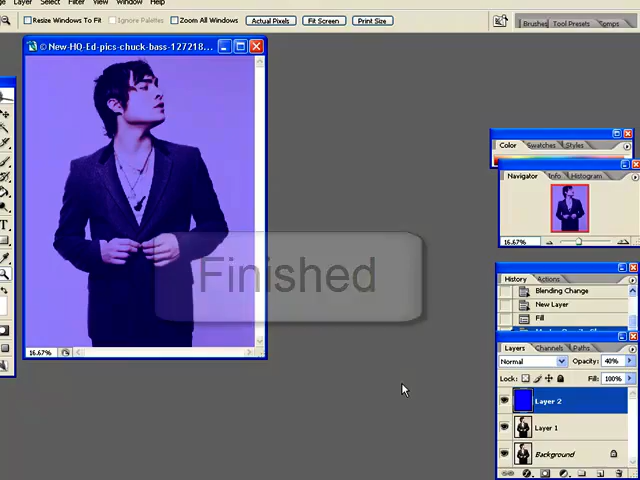 Layer Select Filter View Window Help
Resize Windows To Fit Ignore Palettes Zoom All Windows Actual Pixels Fit Screen Print Size
Brushes Tool Presets Comps
© New-HQ-Ed-pics-chuck-bass-127218...
Color Swatches Styles
Navigator Info Histogram
16.67%
Finished
History Actions
Blending Change
New Layer
Fill
Layers Channels Paths
Normal Opacity: 40%
Lock: Fill: 100%
Layer 2
Layer 1
Background
16.67%